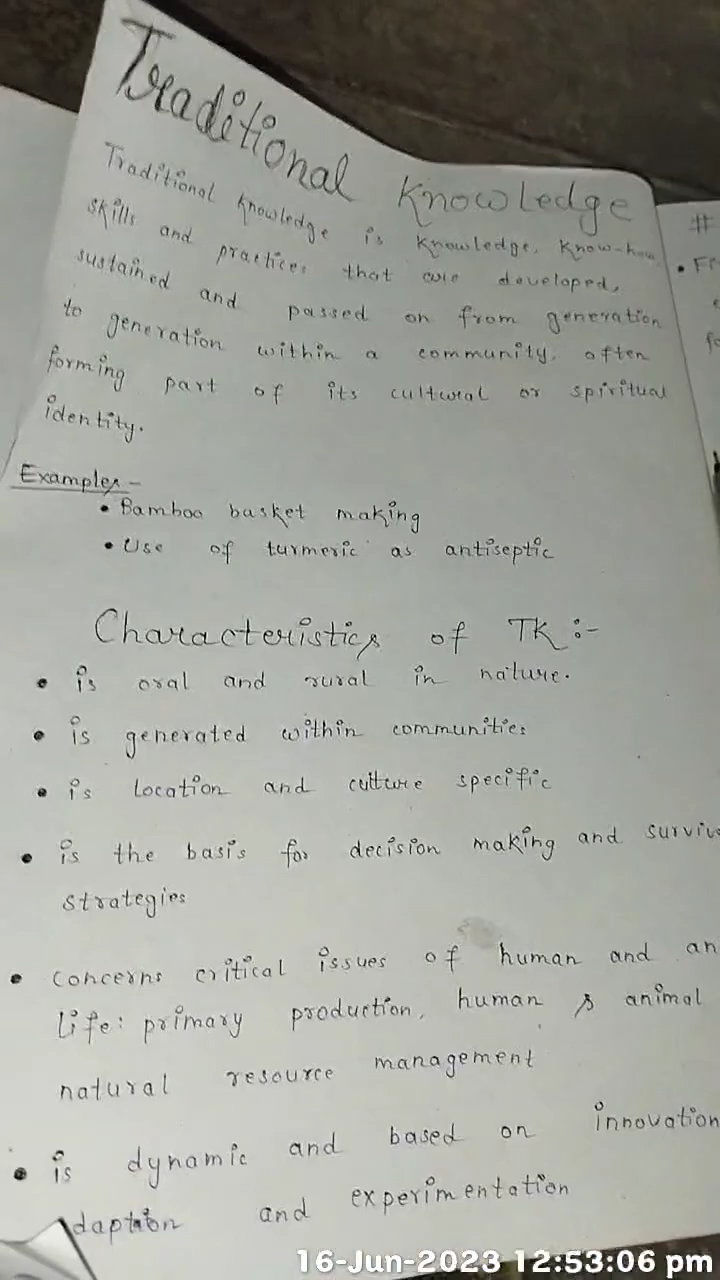 Traditional Knowledge
Traditional knowledge is knowledge, know-how
skills and practices that are developed,
sustained and passed on from generation
to generation within a community, often
forming part of its cultural or spiritual
identity.
Examples-
• Bamboo basket making
• Use of turmeric as antiseptic
Characteristics of TK:-
• is oral and rural in nature.
• is generated within communities
• is location and culture specific
• is the basis for decision making and surviv
strategies
• concerns critical issues of human and an
life: primary production, human & animal
natural resource management
• is dynamic and based on innovation
daption and experimentation
#
16-Jun-2023 12:53:06 pm